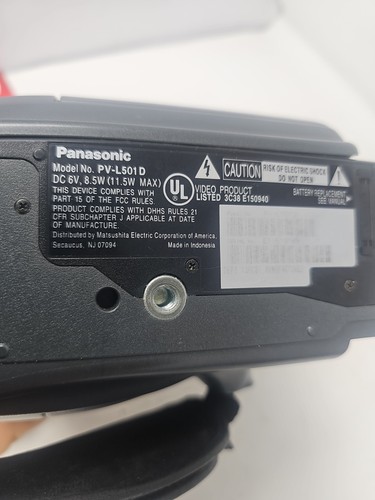 Panasonic
Model No. PV-L501D
DC 6V, 8.5W (11.5W MAX)
THIS DEVICE COMPLIES WITH
PART 15 OF THE FCC RULES.
PRODUCT COMPLIES WITH DHHS RULES 21
CFR SUBCHAPTER J APPLICABLE AT DATE
OF MANUFACTURE.
Distributed by Matsushita Electric Corporation of America.
Secaucus, NJ 07094
Made in Indonesia
UL
VIDEO PRODUCT
LISTED 3C38 E150940
CAUTION
RISK OF ELECTRIC SHOCK
DO NOT OPEN
BATTERY REPLACEMENT
SEE MANUAL